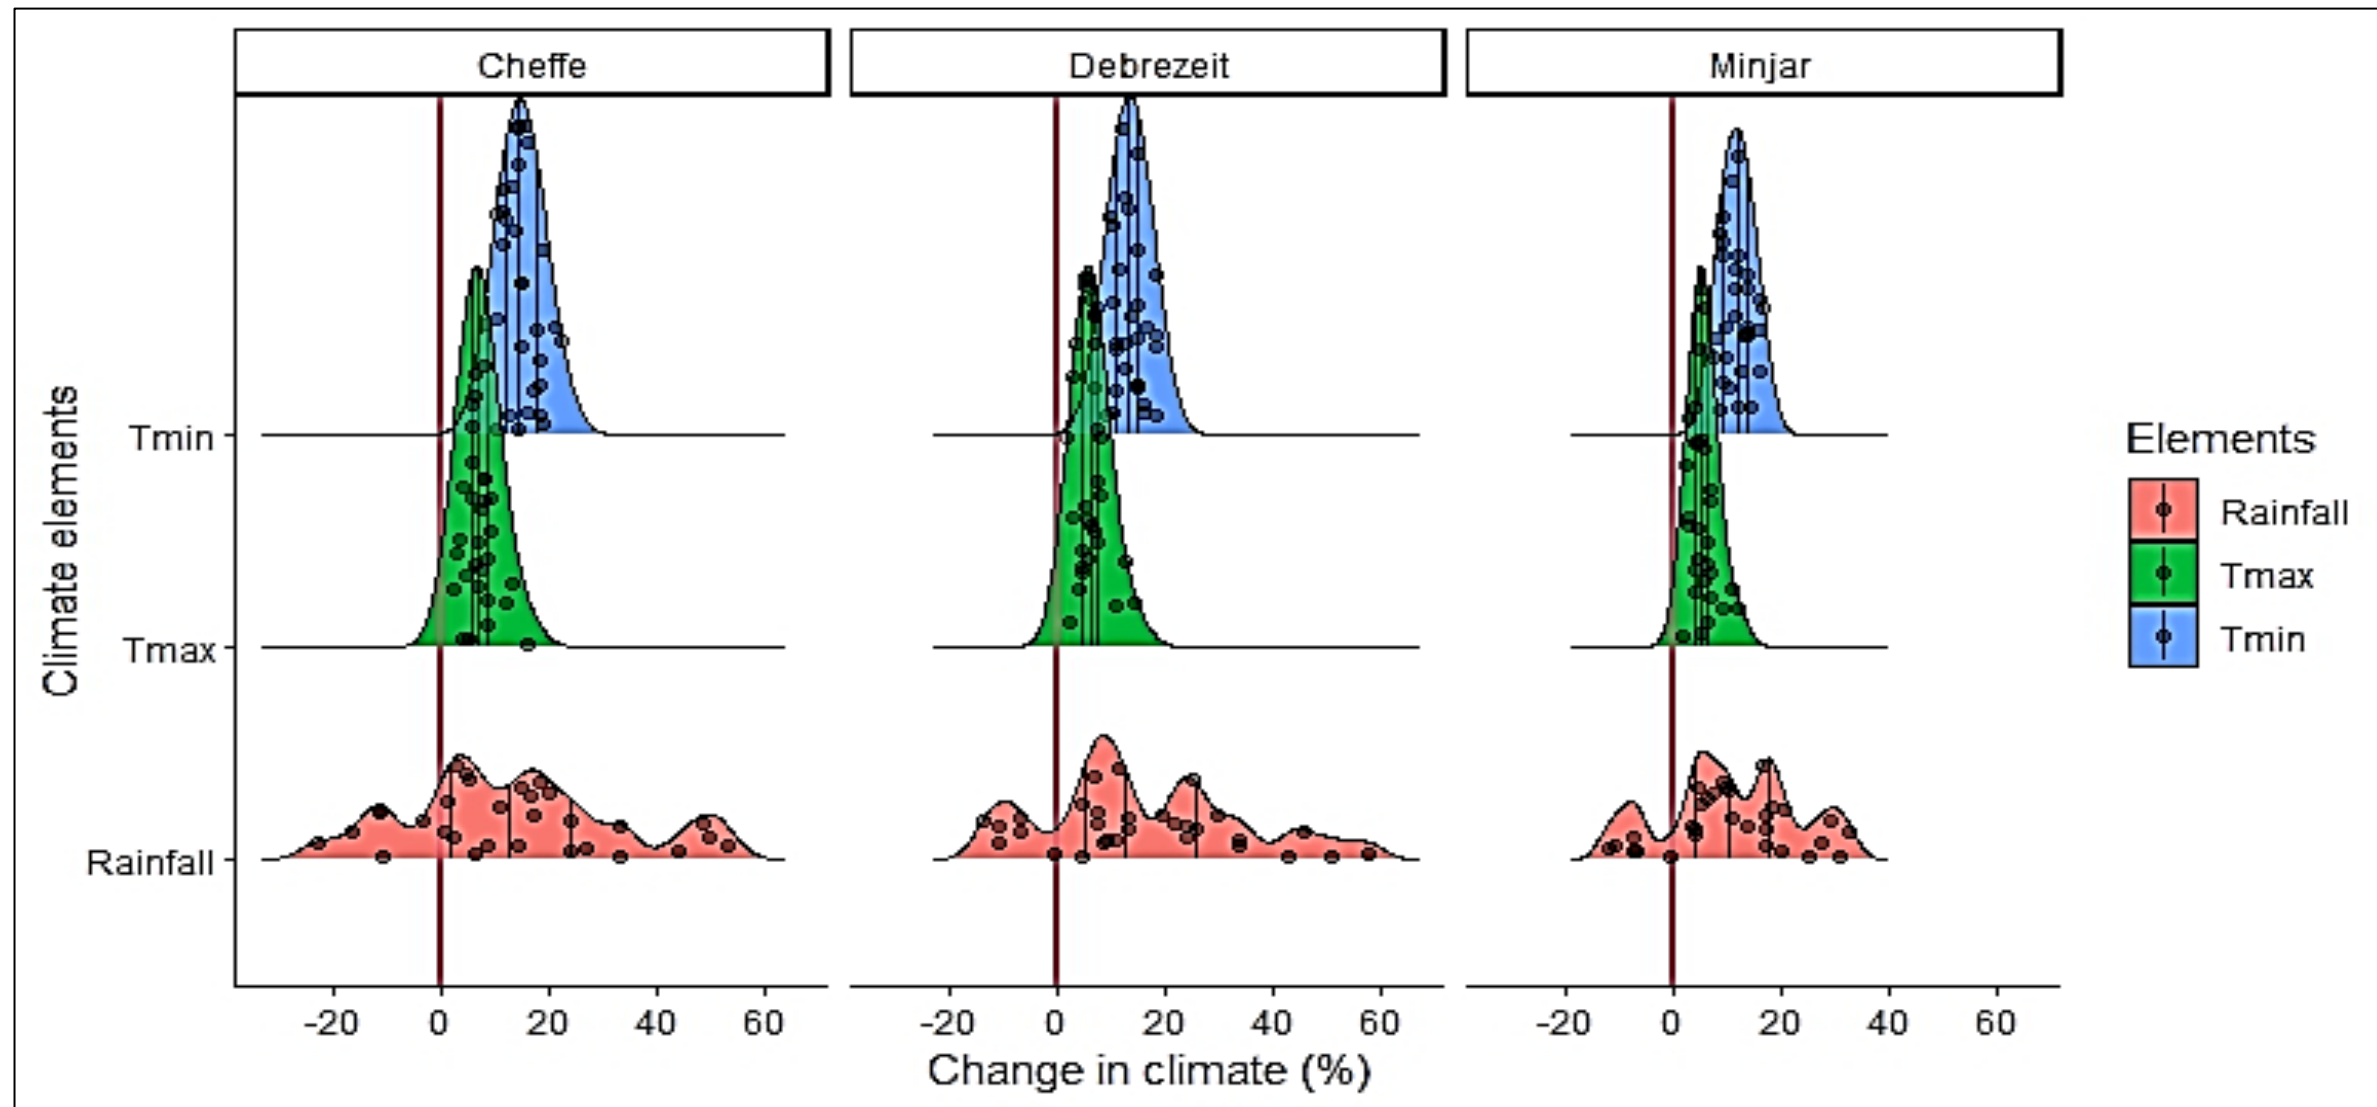 Cheffe
Debrezeit
Minjar
Climate elements
Tmin
Tmax
Rainfall
-20 0 20 40 60
-20 0 20 40 60
-20 0 20 40 60
Change in climate (%)
Elements
Rainfall
Tmax
Tmin